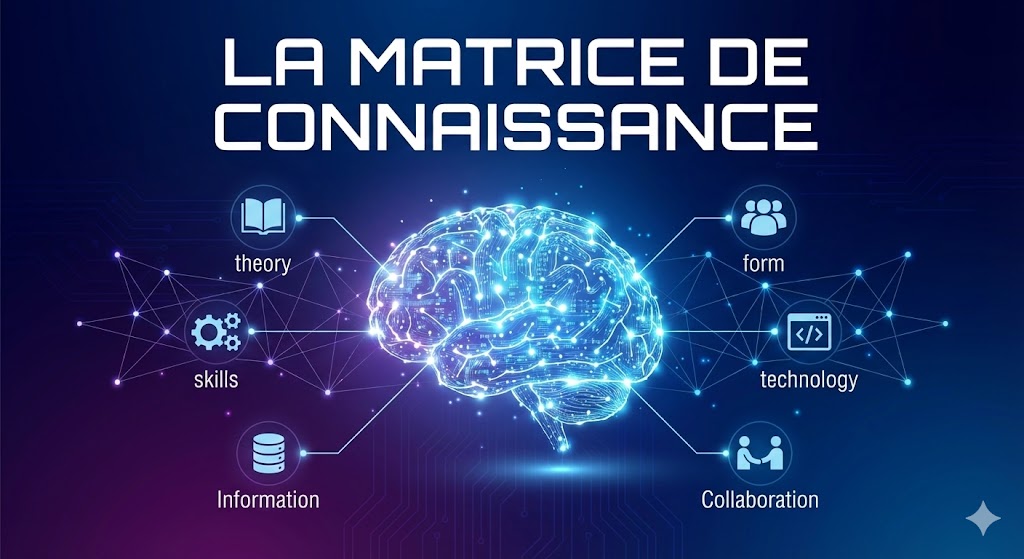 LA MATRICE DE
CONNAISSANCE
theory
form
skills
</>
technology
Information
Collaboration